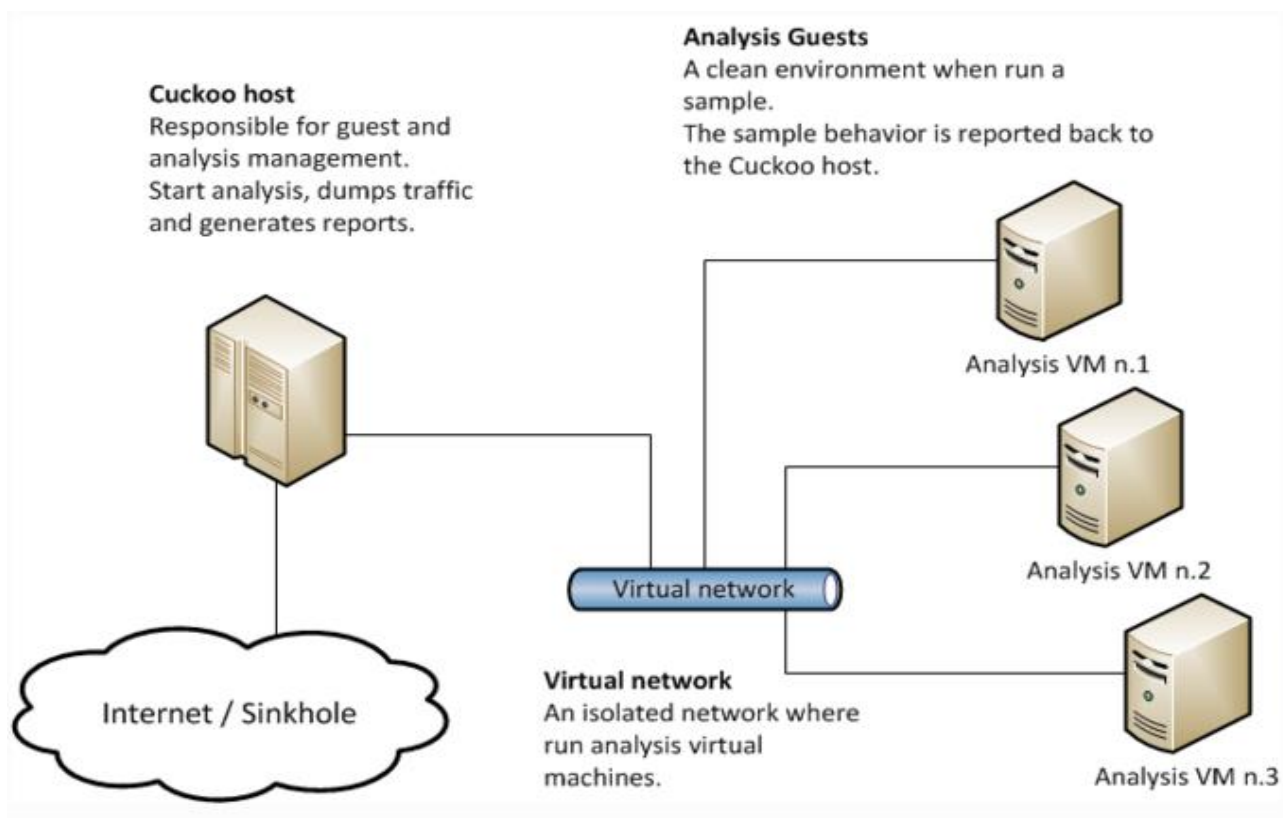 Cuckoo host
Responsible for guest and
analysis management.
Start analysis, dumps traffic
and generates reports.
Analysis Guests
A clean environment when run a
sample.
The sample behavior is reported back to
the Cuckoo host.
Analysis VM n.1
Analysis VM n.2
Virtual network
Analysis VM n.3
Virtual network
An isolated network where
run analysis virtual
machines.
Internet / Sinkhole